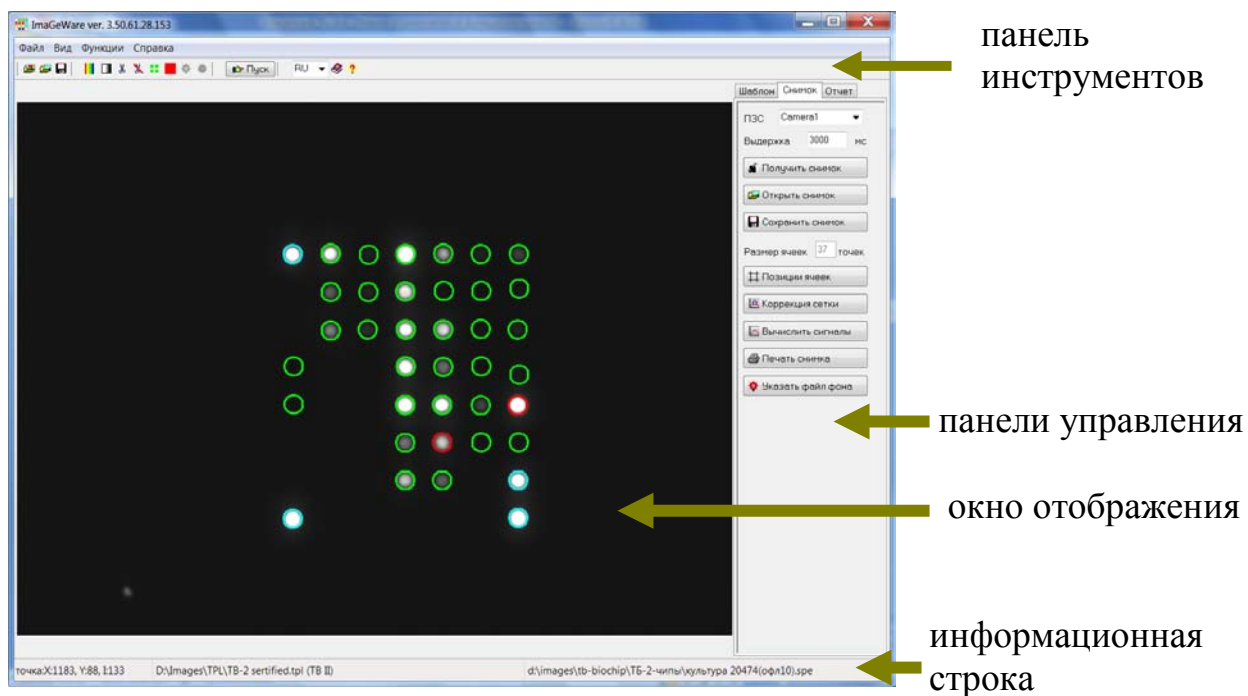 ImaGeWare ver. 3.50.61.28.153
Файл Вид Функции Справка
Пуск RU
панель
инструментов
Шаблон Снимок Отчет
ПЗС Camera1
Выдержка 3000 мс
Получить снимок
Открыть снимок
Сохранить снимок
Размер ячеек 37 точек
Позиции ячеек
Коррекция сетки
Вычислить сигналы
Печать снимка
Указать файл фона
панели управления
окно отображения
информационная
строка
точка:X:1183, Y:88, I:133 D:\Images\TPL\TB-2 sertified.tpl (TB II) d:\images\tb-biochip\ТБ-2-чипы\культура 20474(офл10).spe